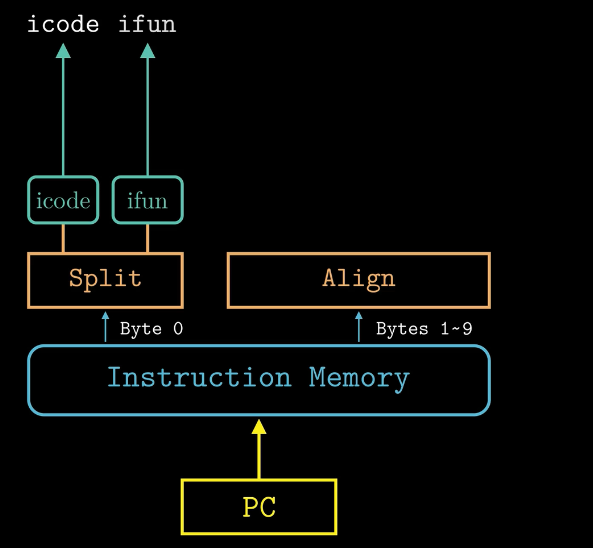 icode ifun
icode ifun
Split Align
Byte 0 Bytes 1~9
Instruction Memory
PC